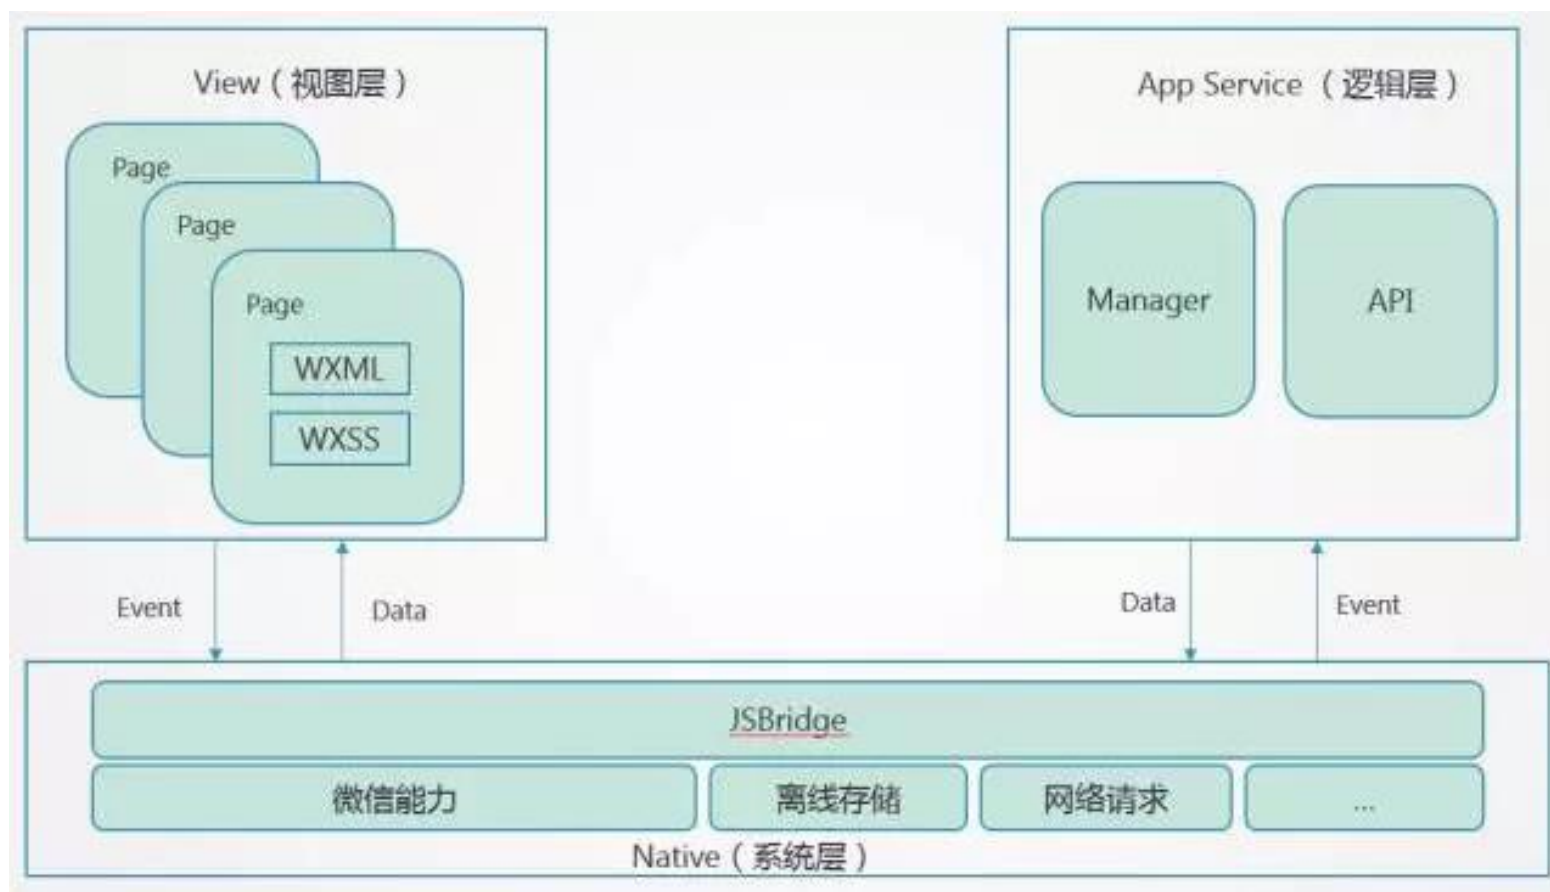 View（视图层）
Page
Page
Page
WXML
WXSS
App Service （逻辑层）
Manager
API
Event
Data
Data
Event
JSBridge
微信能力
离线存储
网络请求
...
Native（系统层）